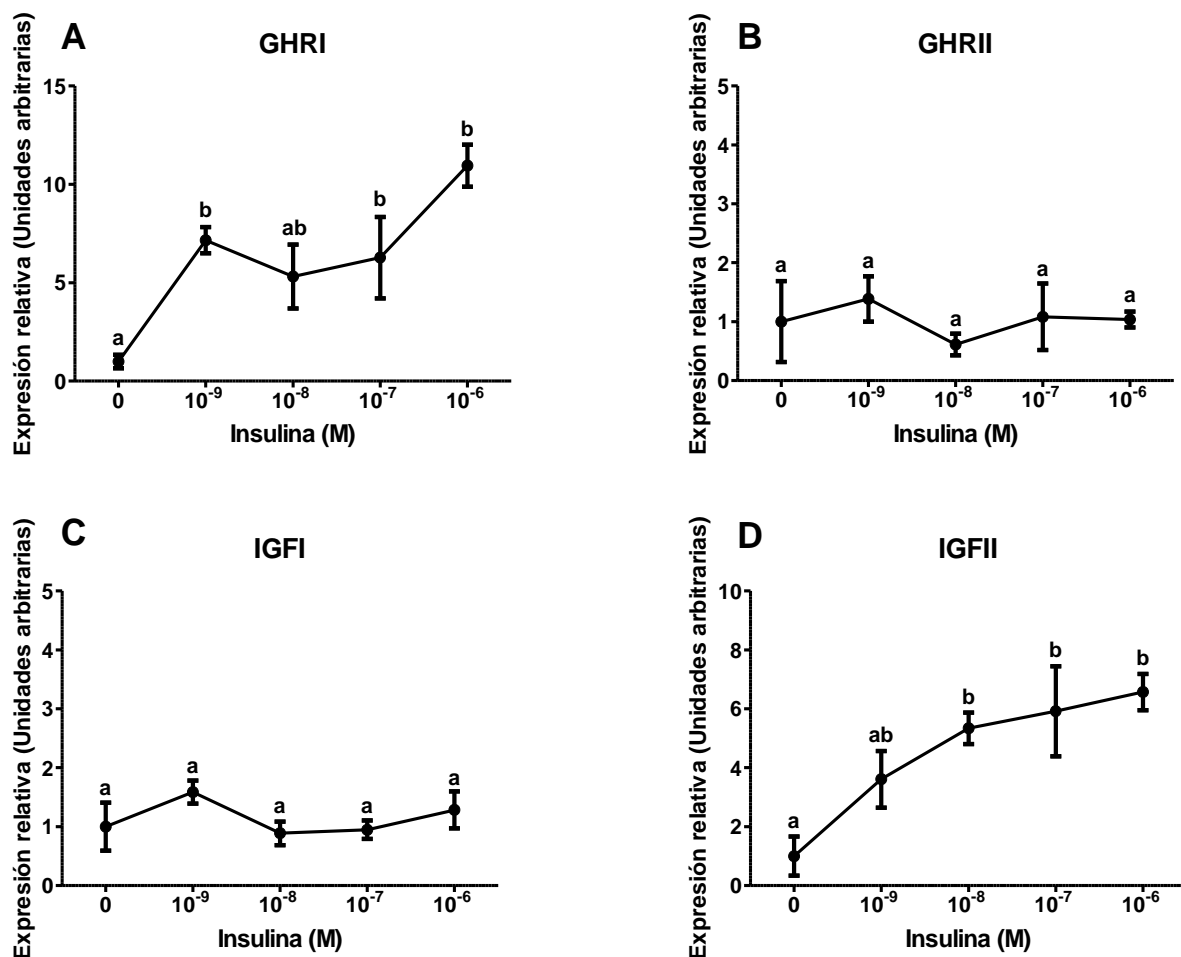 A
GHRI
Expresión relativa (Unidades arbitrarias)
15
10
5
0
a
b
ab
b
b
0
10⁻⁹
10⁻⁸
10⁻⁷
10⁻⁶
Insulina (M)
B
GHRII
Expresión relativa (Unidades arbitrarias)
5
4
3
2
1
0
a
a
a
a
a
0
10⁻⁹
10⁻⁸
10⁻⁷
10⁻⁶
Insulina (M)
C
IGFI
Expresión relativa (Unidades arbitrarias)
5
4
3
2
1
0
a
a
a
a
a
0
10⁻⁹
10⁻⁸
10⁻⁷
10⁻⁶
Insulina (M)
D
IGFII
Expresión relativa (Unidades arbitrarias)
10
8
6
4
2
0
a
ab
b
b
b
0
10⁻⁹
10⁻⁸
10⁻⁷
10⁻⁶
Insulina (M)